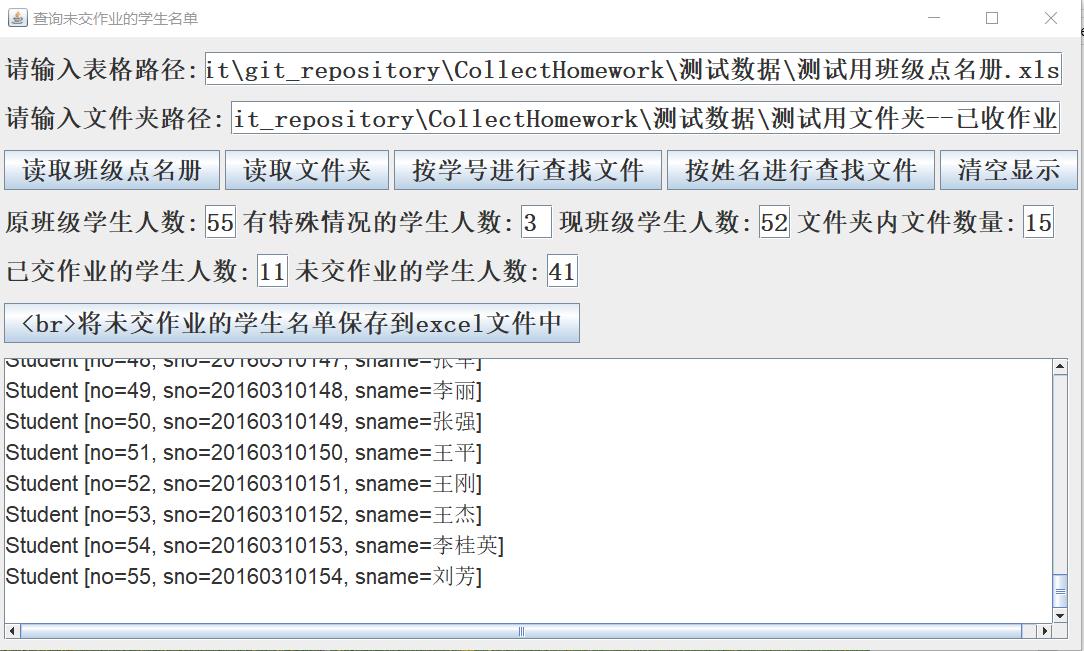 查询未交作业的学生名单
请输入表格路径: it\git_repository\CollectHomework\测试数据\测试用班级点名册.xls
请输入文件夹路径: it_repository\CollectHomework\测试数据\测试用文件夹--已收作业
读取班级点名册 读取文件夹 按学号进行查找文件 按姓名进行查找文件 清空显示
原班级学生人数: 55 有特殊情况的学生人数: 3 现班级学生人数: 52 文件夹内文件数量: 15
已交作业的学生人数: 11 未交作业的学生人数: 41
<br>将未交作业的学生名单保存到excel文件中
Student [no=48, sno=20160310147, sname=张军]
Student [no=49, sno=20160310148, sname=李丽]
Student [no=50, sno=20160310149, sname=张强]
Student [no=51, sno=20160310150, sname=王平]
Student [no=52, sno=20160310151, sname=王刚]
Student [no=53, sno=20160310152, sname=王杰]
Student [no=54, sno=20160310153, sname=李桂英]
Student [no=55, sno=20160310154, sname=刘芳]